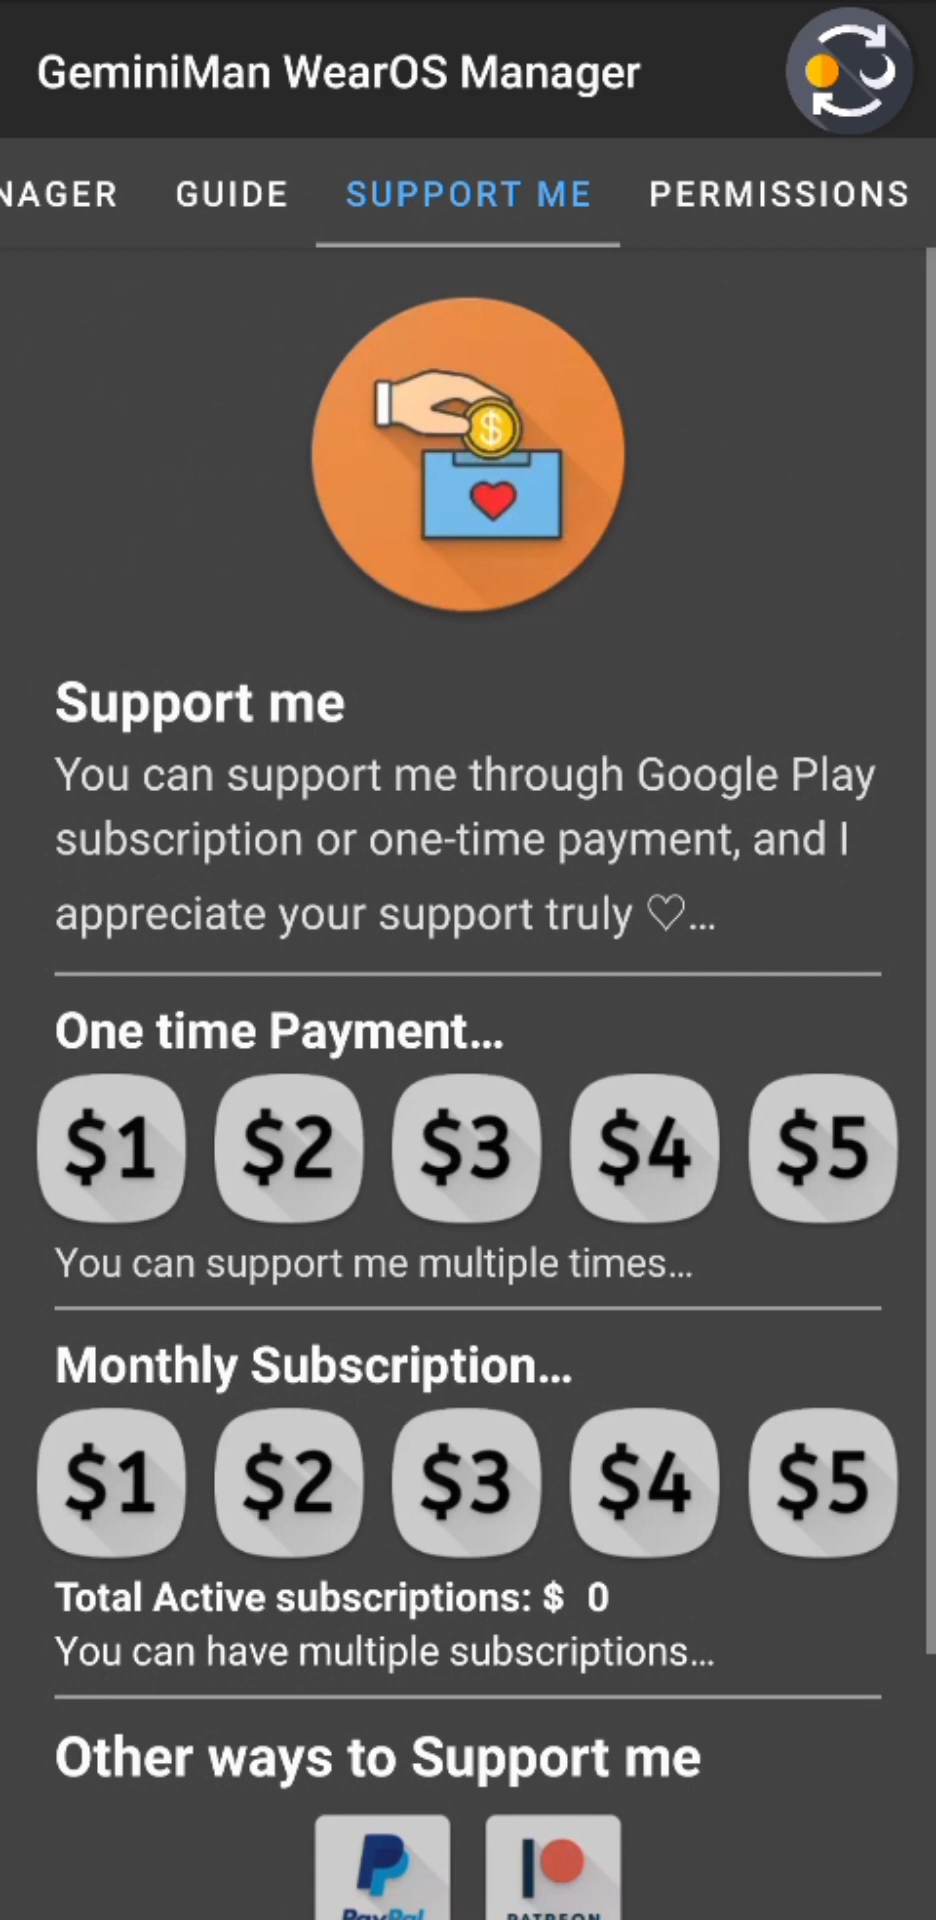 GeminiMan WearOS Manager
NAGER GUIDE SUPPORT ME PERMISSIONS
$
Support me
You can support me through Google Play
subscription or one-time payment, and I
appreciate your support truly ♡...
One time Payment...
$1 $2 $3 $4 $5
You can support me multiple times...
Monthly Subscription...
$1 $2 $3 $4 $5
Total Active subscriptions: $ 0
You can have multiple subscriptions...
Other ways to Support me
PayPal PATREON